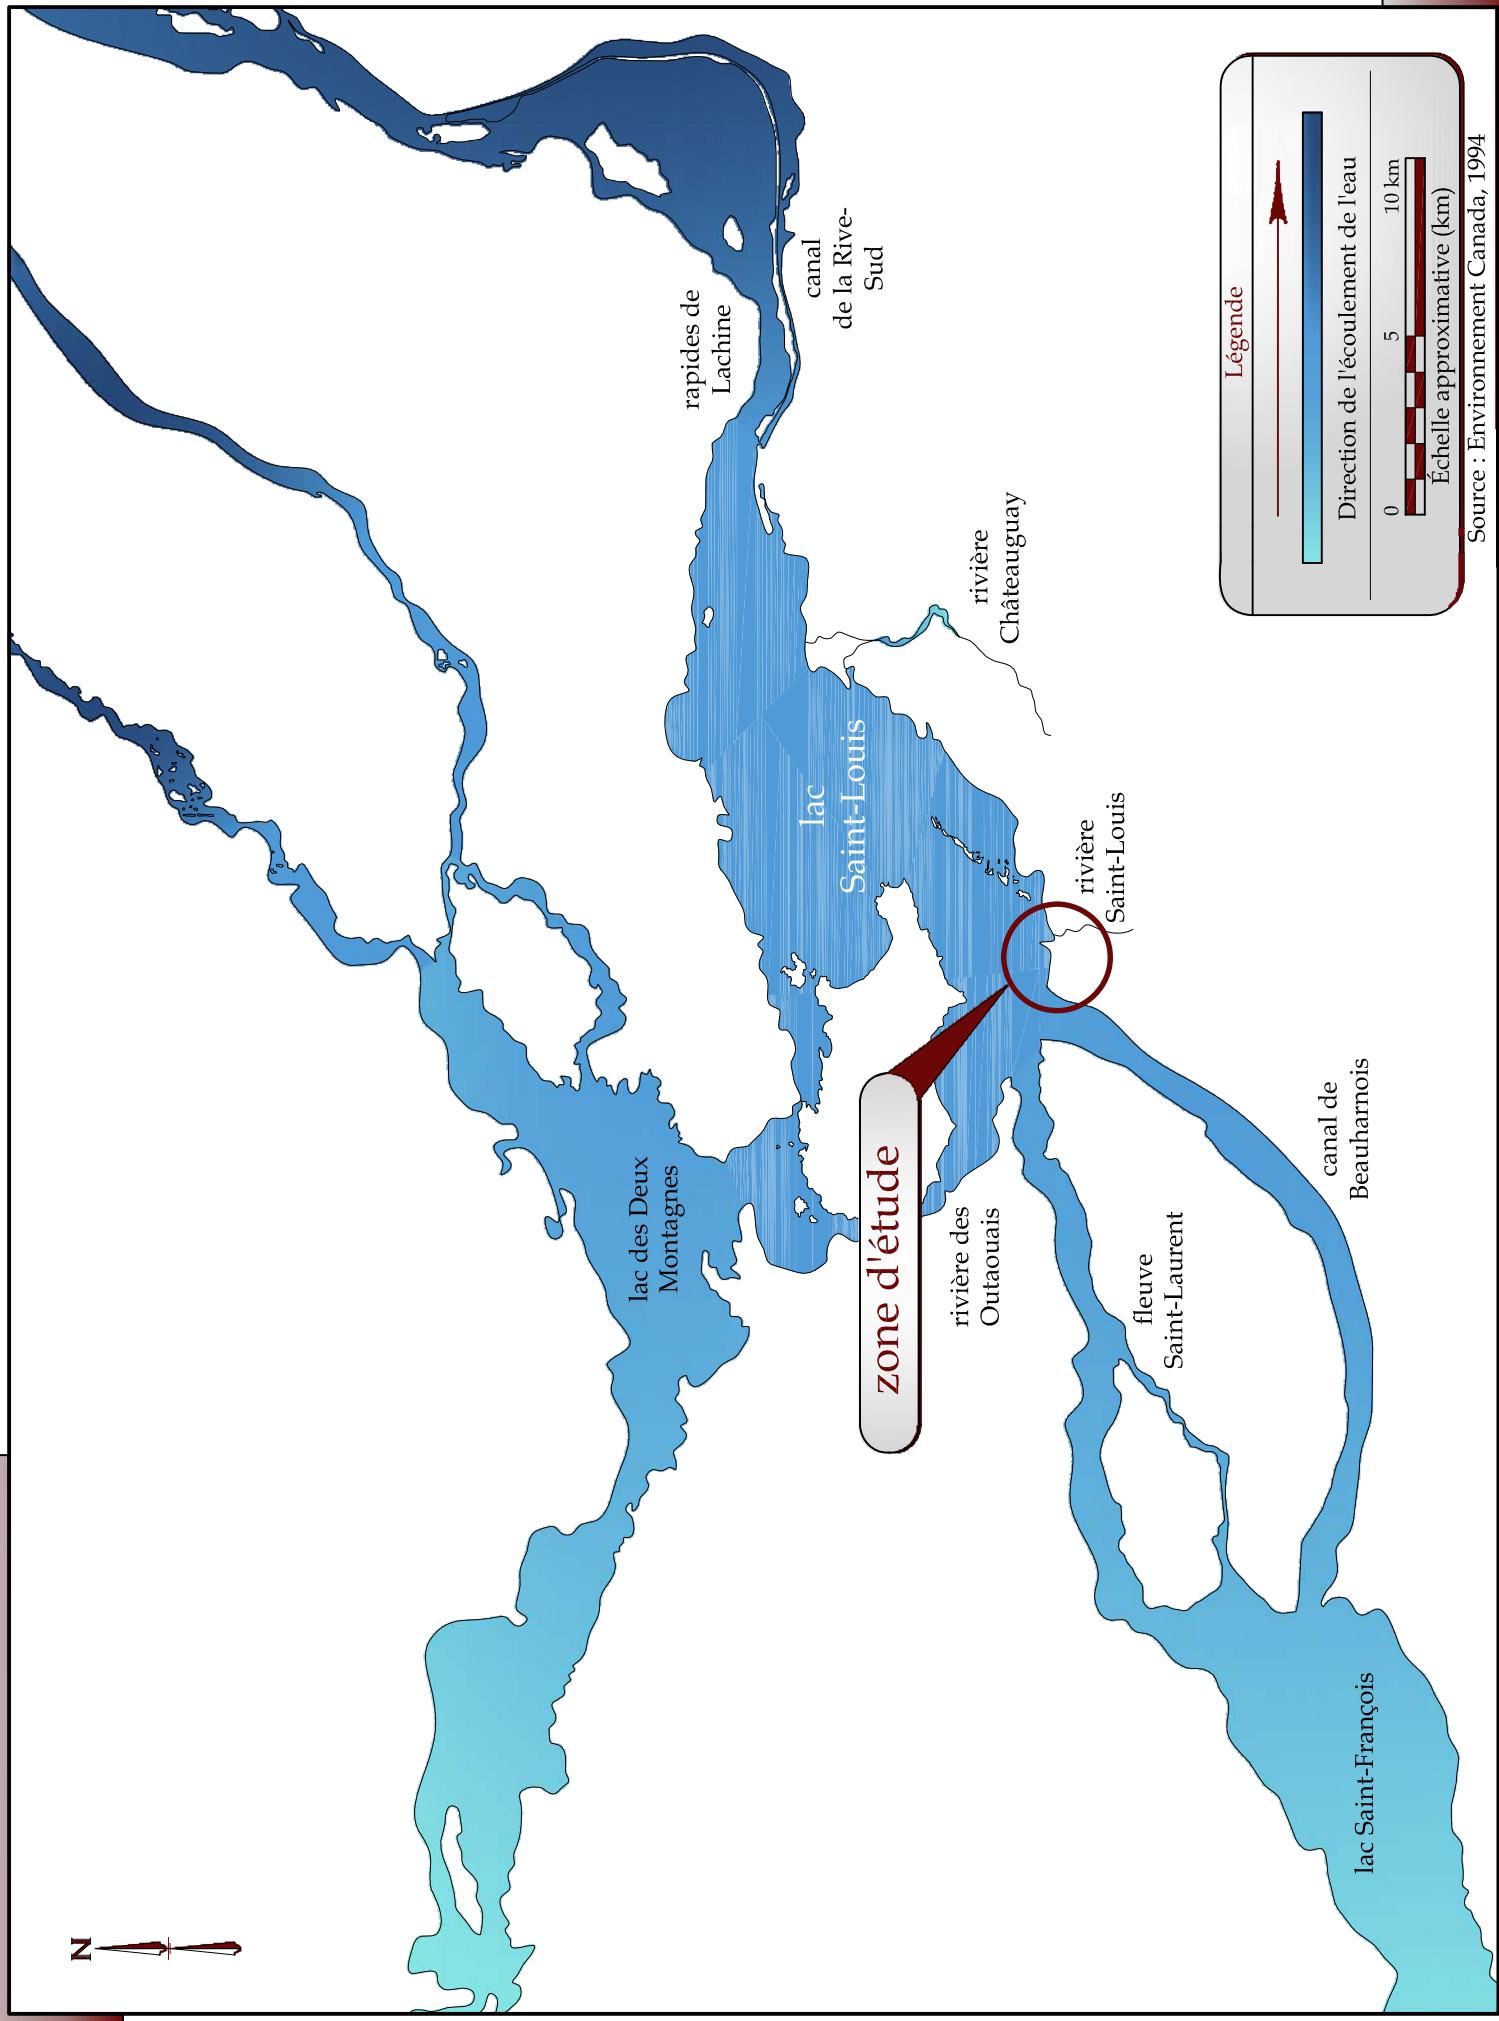 N
lac des Deux
Montagnes
rapides de
Lachine
canal
de la Rive-
Sud
lac
Saint-Louis
zone d'étude
rivière des
Outaouais
rivière
Châteauguay
rivière
Saint-Louis
fleuve
Saint-Laurent
canal de
Beauharnois
lac Saint-François
Légende
Direction de l'écoulement de l'eau
0 5 10 km
Échelle approximative (km)
Source : Environnement Canada, 1994